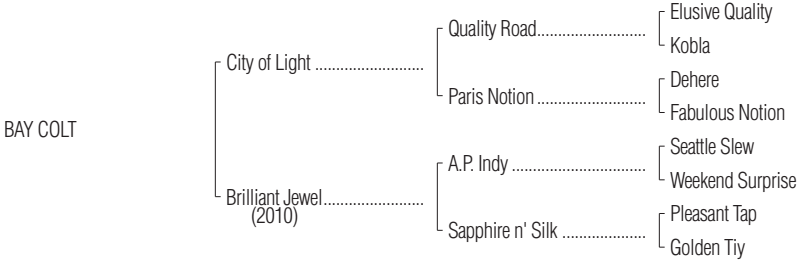 Elusive Quality
Quality Road..........................
Kobla
City of Light ..........................
Dehere
Paris Notion ..........................
Fabulous Notion
BAY COLT
Seattle Slew
A.P. Indy ................................
Weekend Surprise
Brilliant Jewel........................
(2010)
Pleasant Tap
Sapphire n' Silk ....................
Golden Tiy